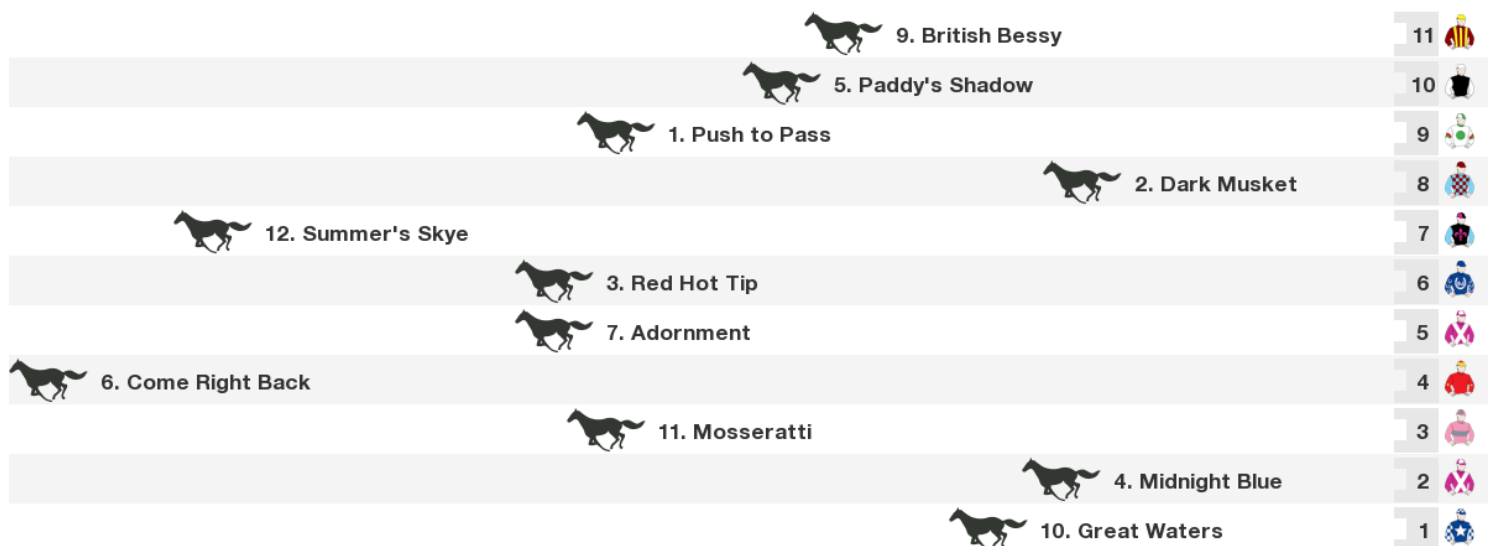 9. British Bessy 11
5. Paddy's Shadow 10
1. Push to Pass 9
2. Dark Musket 8
12. Summer's Skye 7
3. Red Hot Tip 6
7. Adornment 5
6. Come Right Back 4
11. Mosseratti 3
4. Midnight Blue 2
10. Great Waters 1